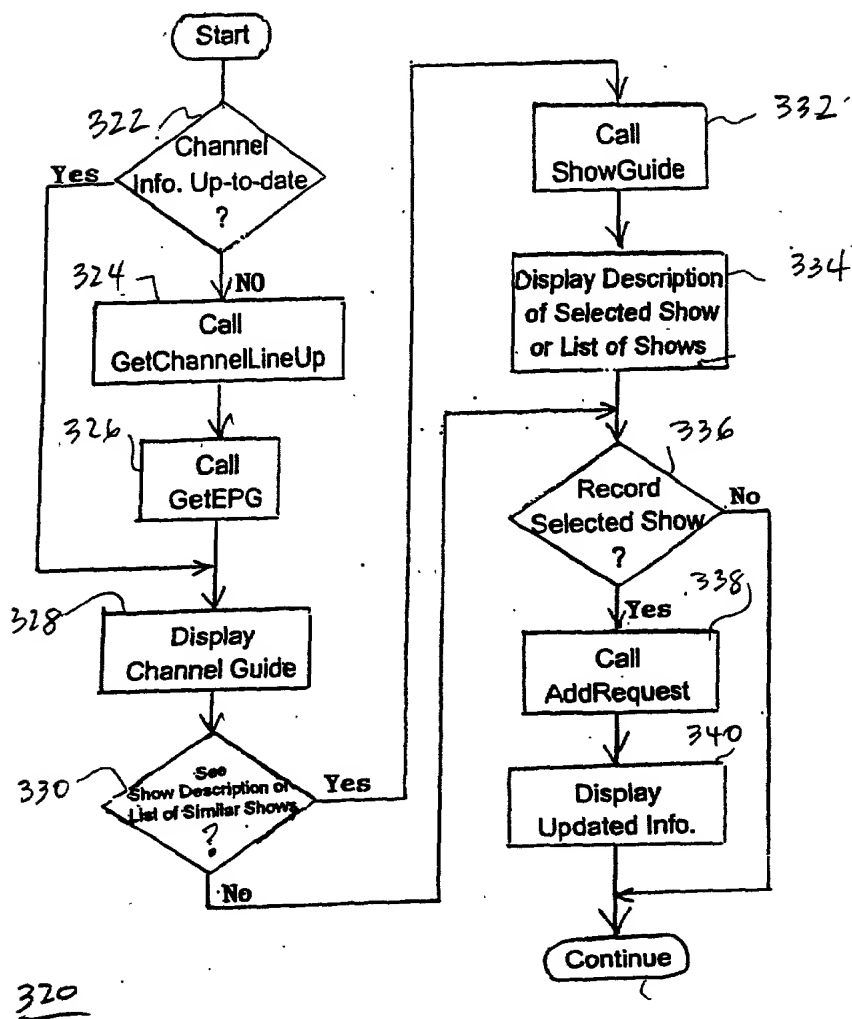 Start
322
Channel
Info. Up-to-date
?
Yes
NO
324
Call
GetChannelLineUp
326
Call
GetEPG
328
Display
Channel Guide
330
See
Show Description or
List of Similar Shows
?
Yes
No
332
Call
ShowGuide
334
Display Description
of Selected Show
or List of Shows
336
Record
Selected Show
?
No
Yes
338
Call
AddRequest
340
Display
Updated Info.
Continue
320